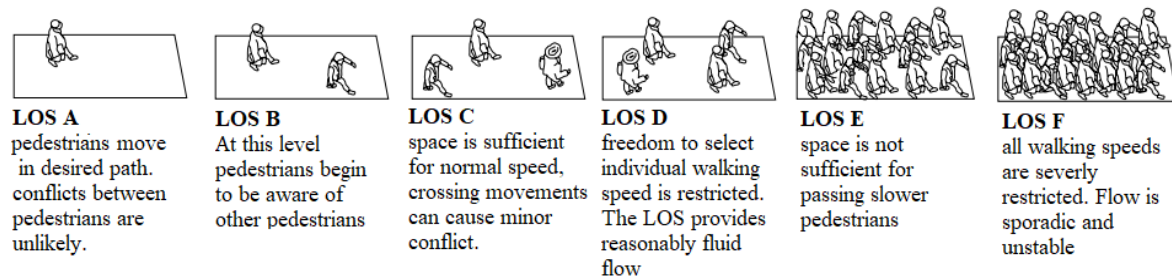 LOS A
pedestrians move
in desired path.
conflicts between
pedestrians are
unlikely.
LOS B
At this level
pedestrians begin
to be aware of
other pedestrians
LOS C
space is sufficient
for normal speed,
crossing movements
can cause minor
conflict.
LOS D
freedom to select
individual walking
speed is restricted.
The LOS provides
reasonably fluid
flow
LOS E
space is not
sufficient for
passing slower
pedestrians
LOS F
all walking speeds
are severly
restricted. Flow is
sporadic and
unstable